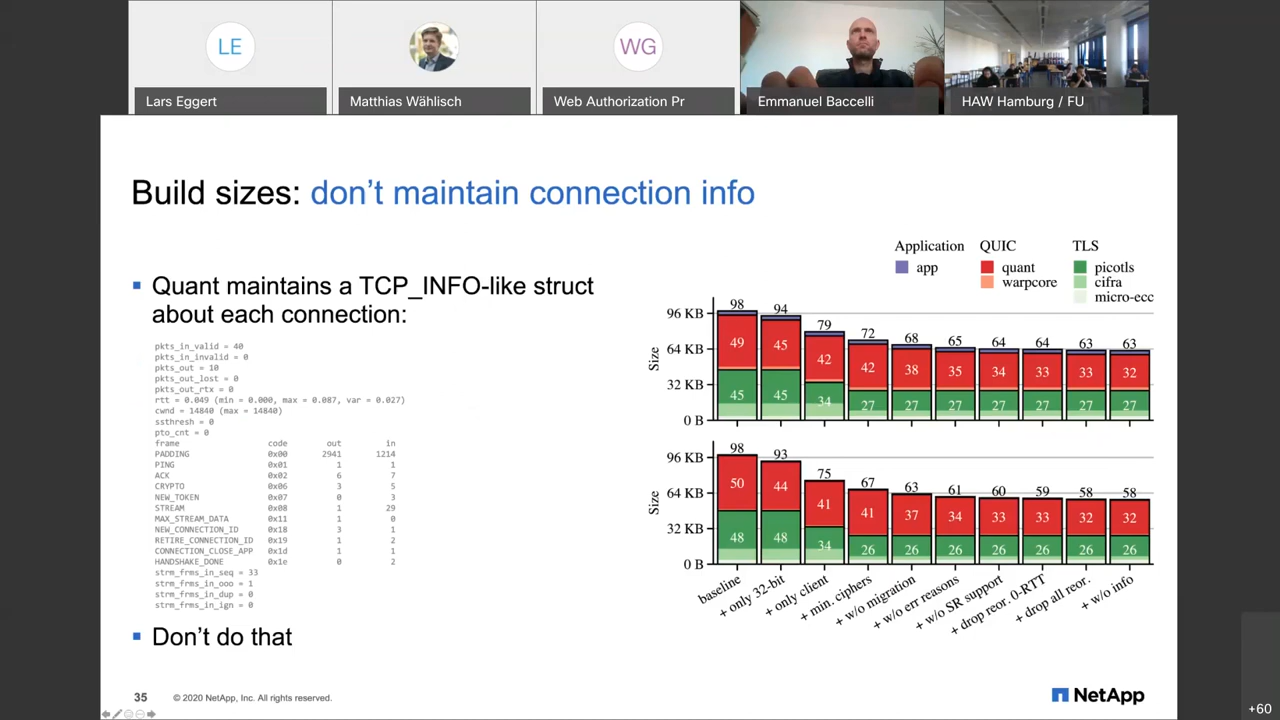 LE
WG
Lars Eggert
Matthias Wählisch
Web Authorization Pr
Emmanuel Baccelli
HAW Hamburg / FU
Build sizes: don't maintain connection info
Quant maintains a TCP_INFO-like struct
about each connection:
pkts_in_valid = 40
pkts_in_invalid = 0
pkts_out = 10
pkts_out_lost = 0
pkts_out_rtx = 0
rtt = 0.049 (min = 0.000, max = 0.087, var = 0.027)
cwnd = 14840 (max = 14840)
ssthresh = 0
pto_cnt = 0
frame code out in
PADDING 0x00 2941 1214
PING 0x01 1 1
ACK 0x02 6 7
CRYPTO 0x06 3 5
NEW_TOKEN 0x07 0 3
STREAM 0x08 1 29
MAX_STREAM_DATA 0x11 1 0
NEW_CONNECTION_ID 0x18 3 1
RETIRE_CONNECTION_ID 0x19 1 2
CONNECTION_CLOSE_APP 0x1d 1 1
HANDSHAKE_DONE 0x1e 0 2
strm_frms_in_seq = 33
strm_frms_in_ooo = 1
strm_frms_in_dup = 0
strm_frms_in_ign = 0
Don't do that
Application QUIC TLS
app quant picotls
warpcore cifra
micro-ecc
98 94 79 72 68 65 64 64 63 63
96 KB
64 KB
32 KB
0 B
Size
49 45 42 42 38 35 34 33 33 32
45 45 34 27 27 27 27 27 27 27
98 93 75 67 63 61 60 59 58 58
96 KB
64 KB
32 KB
0 B
Size
50 44 41 41 37 34 33 33 32 32
48 48 34 26 26 26 26 26 26 26
baseline
+ only 32-bit
+ only client
+ min. ciphers
+ w/o migration
+ w/o err reasons
+ w/o SR support
+ drop reor. 0-RTT
+ drop all reor.
+ w/o info
35 © 2020 NetApp, Inc. All rights reserved.
NetApp
+60